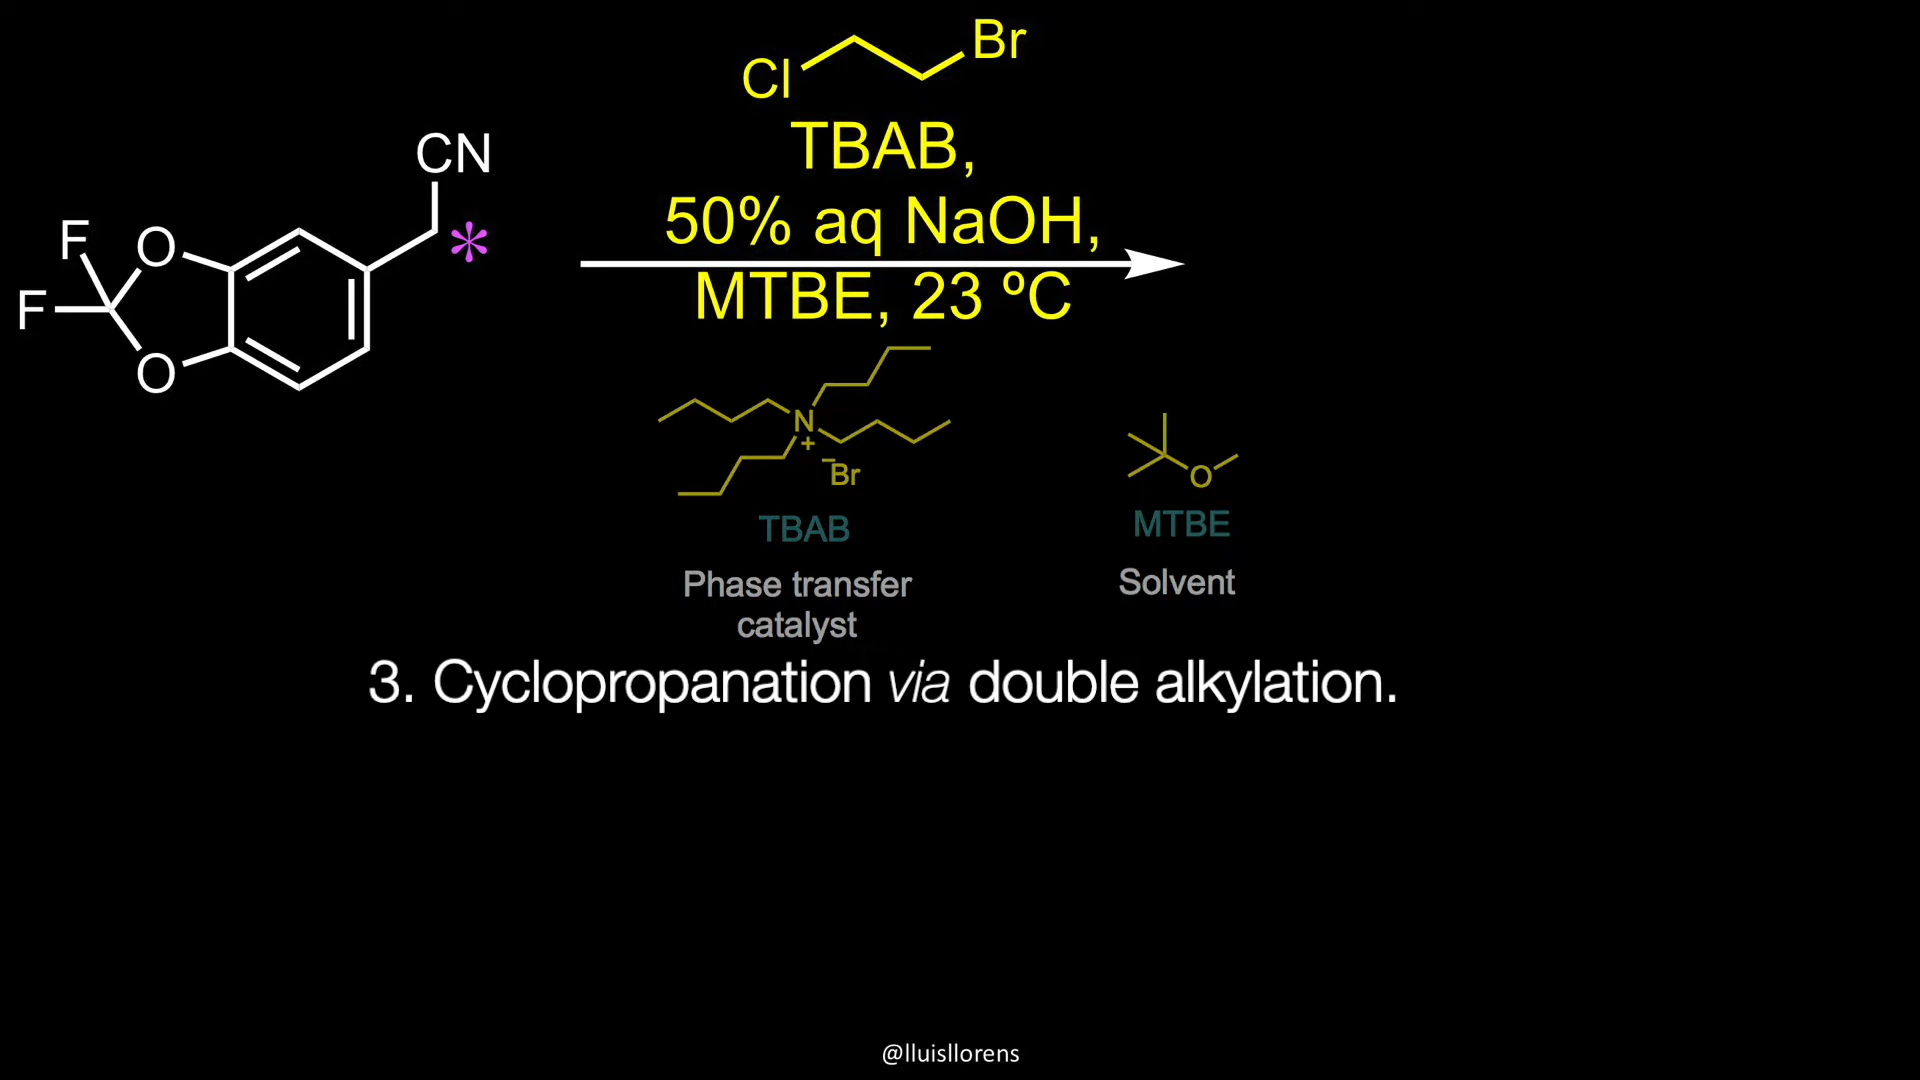 Cl
Br
TBAB,
50% aq NaOH,
MTBE, 23 ºC
CN
*
F
O
F
O
N
+
−
Br
O
TBAB
MTBE
Phase transfer
catalyst
Solvent
3. Cyclopropanation via double alkylation.
@lluisllorens